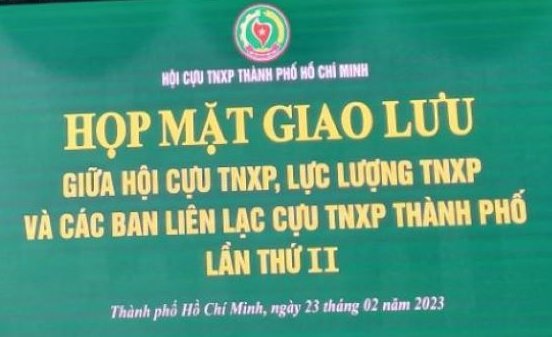 HỘI CỰU TNXP THÀNH PHỐ HỒ CHÍ MINH
HỌP MẶT GIAO LƯU
GIỮA HỘI CỰU TNXP, LỰC LƯỢNG TNXP
VÀ CÁC BAN LIÊN LẠC CỰU TNXP THÀNH PHỐ
LẦN THỨ II
Thành phố Hồ Chí Minh, ngày 23 tháng 02 năm 2023